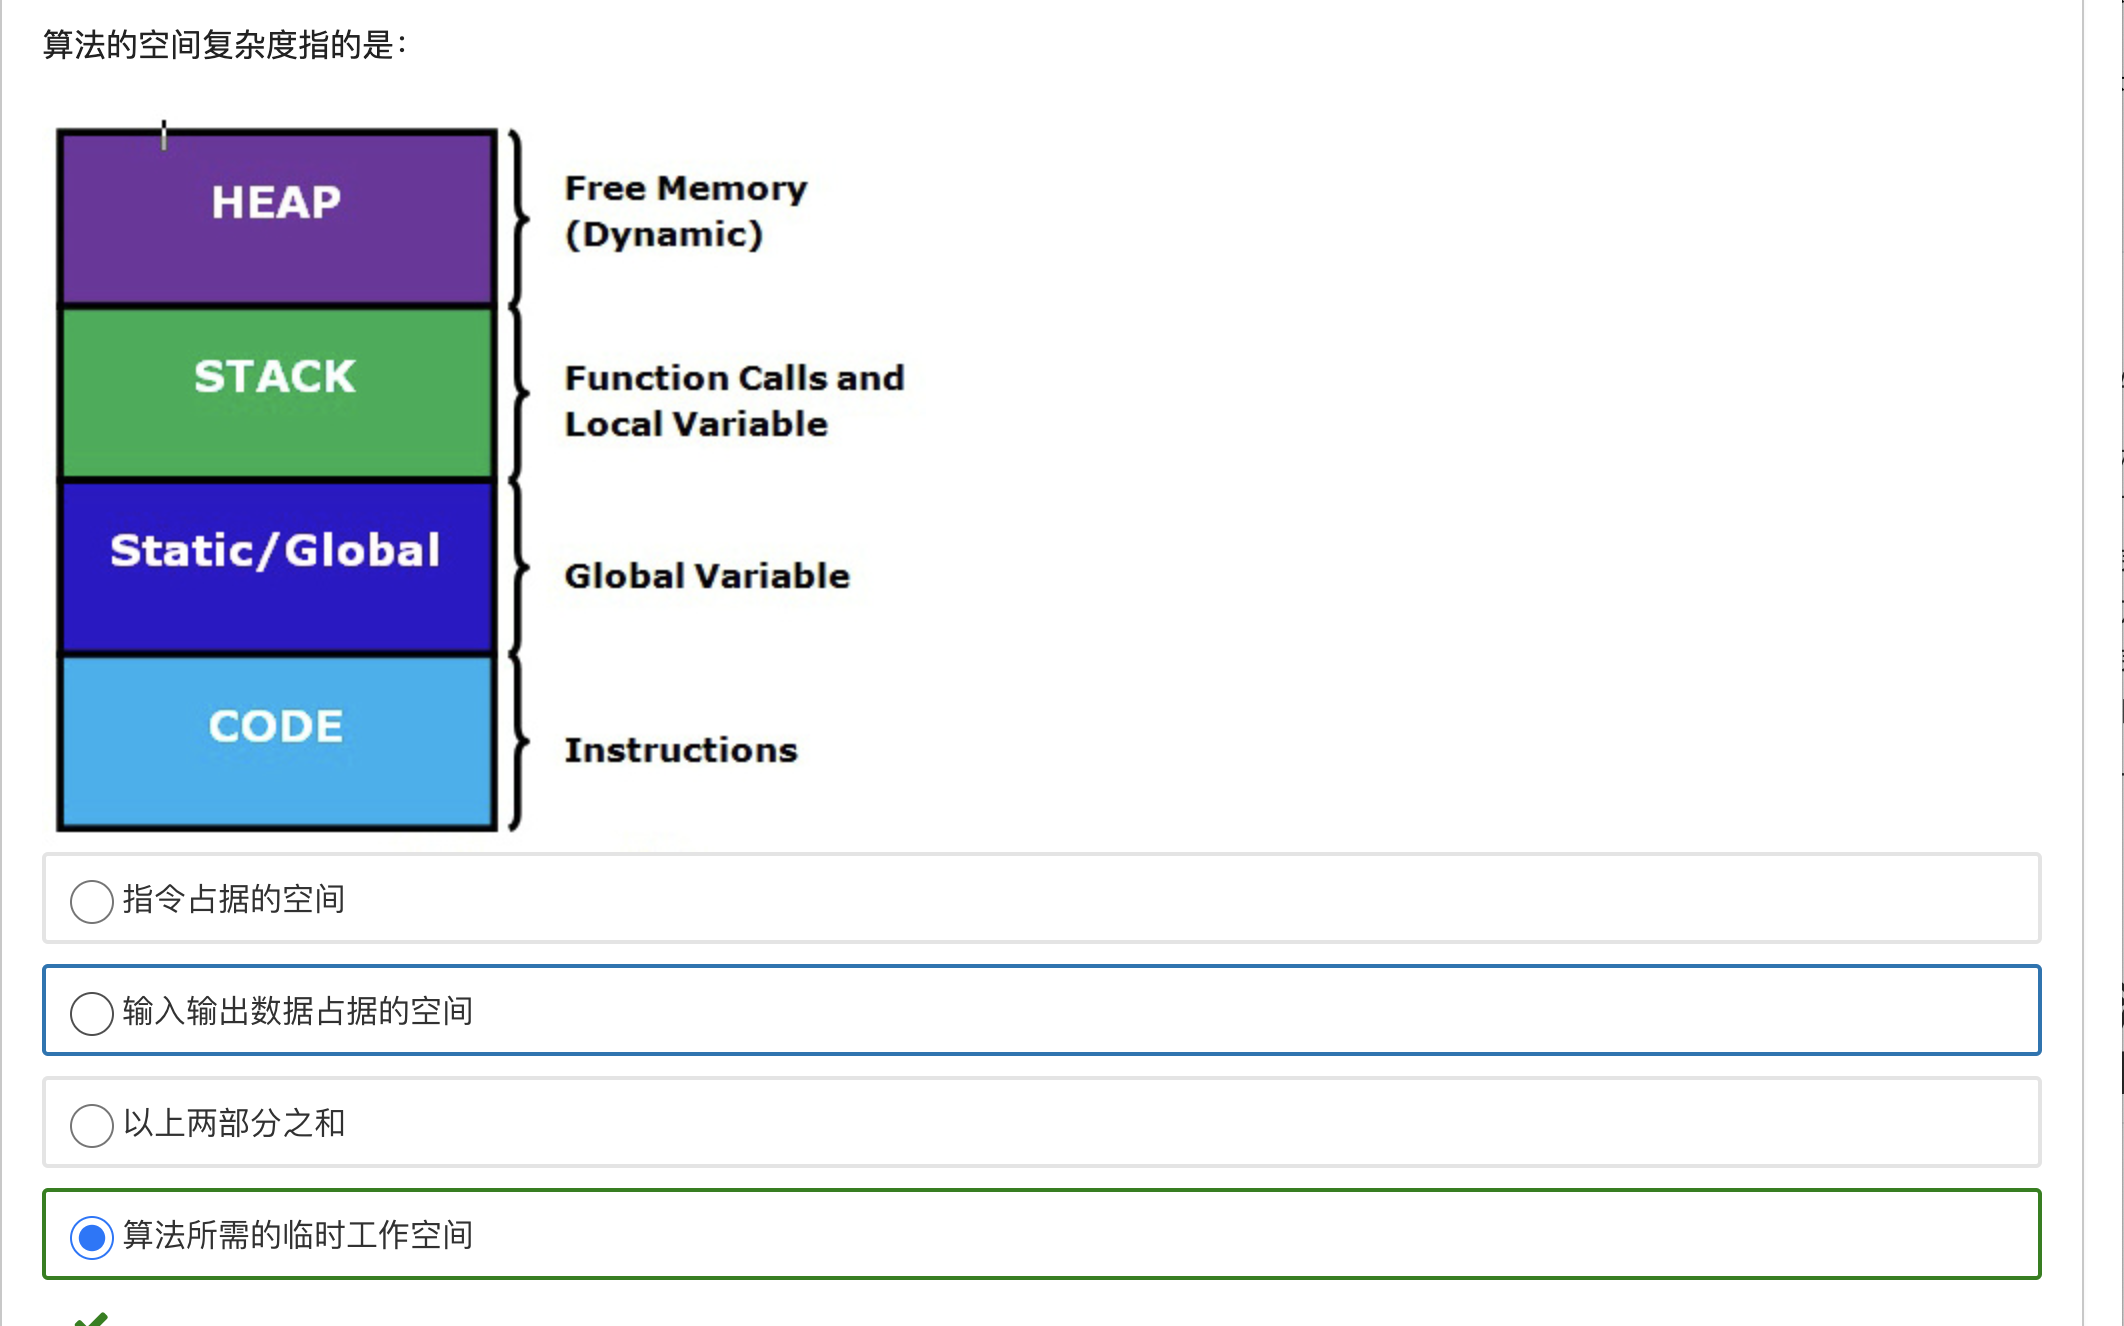 算法的空间复杂度指的是：
HEAP
Free Memory
(Dynamic)
STACK
Function Calls and
Local Variable
Static/Global
Global Variable
CODE
Instructions
指令占据的空间
输入输出数据占据的空间
以上两部分之和
算法所需的临时工作空间